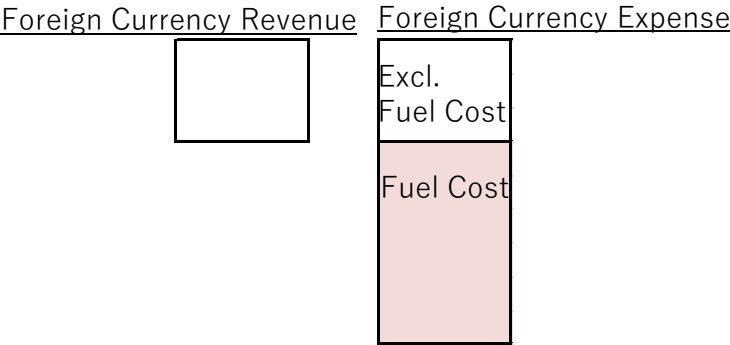 Foreign Currency Revenue
Foreign Currency Expense
Excl.
Fuel Cost
Fuel Cost